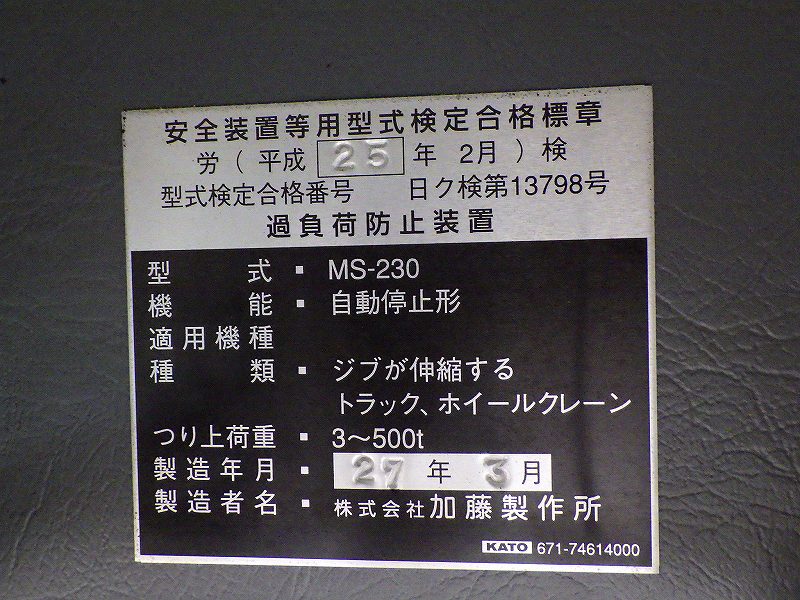 安全装置等用型式検定合格標章
労(平成 25 年 2月)検
型式検定合格番号 日ク検第13798号
過負荷防止装置
型式・MS-230
機能・自動停止形
適用機種
種類・ジブが伸縮する
トラック、ホイールクレーン
つり上荷重・3〜500t
製造年月・27年3月
製造者名・株式会社加藤製作所
KATO 671-74614000